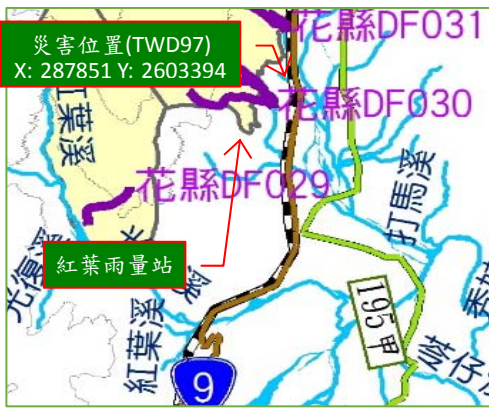 花縣DF031
災害位置(TWD97)
X: 287851 Y: 2603394
紅葉溪
花縣DF030
花縣DF029
打馬溪
紅葉雨量站
光復溪
紅葉溪
193甲
9